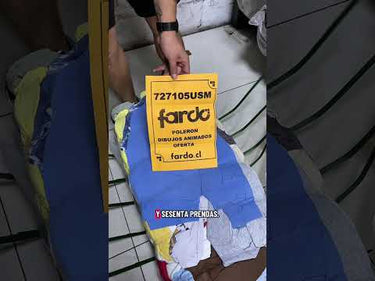 727105USM
fardo
POLERON
DIBUJOS ANIMADOS
OFERTA
fardo.cl
Y SESENTA PRENDAS.